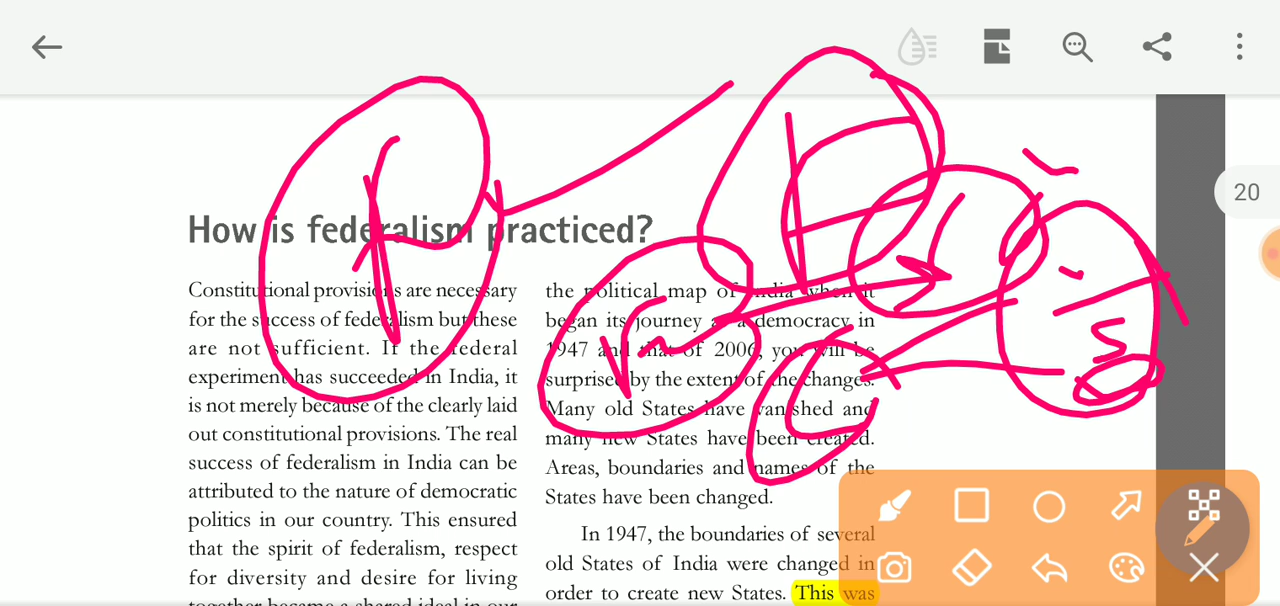 20
How is federalism practiced?
Constitutional provisions are necessary
for the success of federalism but these
are not sufficient. If the federal
experiment has succeeded in India, it
is not merely because of the clearly laid
out constitutional provisions. The real
success of federalism in India can be
attributed to the nature of democratic
politics in our country. This ensured
that the spirit of federalism, respect
for diversity and desire for living
together became a shared ideal in our
the political map of India when it
began its journey as a democracy in
1947 and that of 2006, you will be
surprised by the extent of the changes.
Many old States have vanished and
many new States have been created.
Areas, boundaries and names of the
States have been changed.
In 1947, the boundaries of several
old States of India were changed in
order to create new States. This was